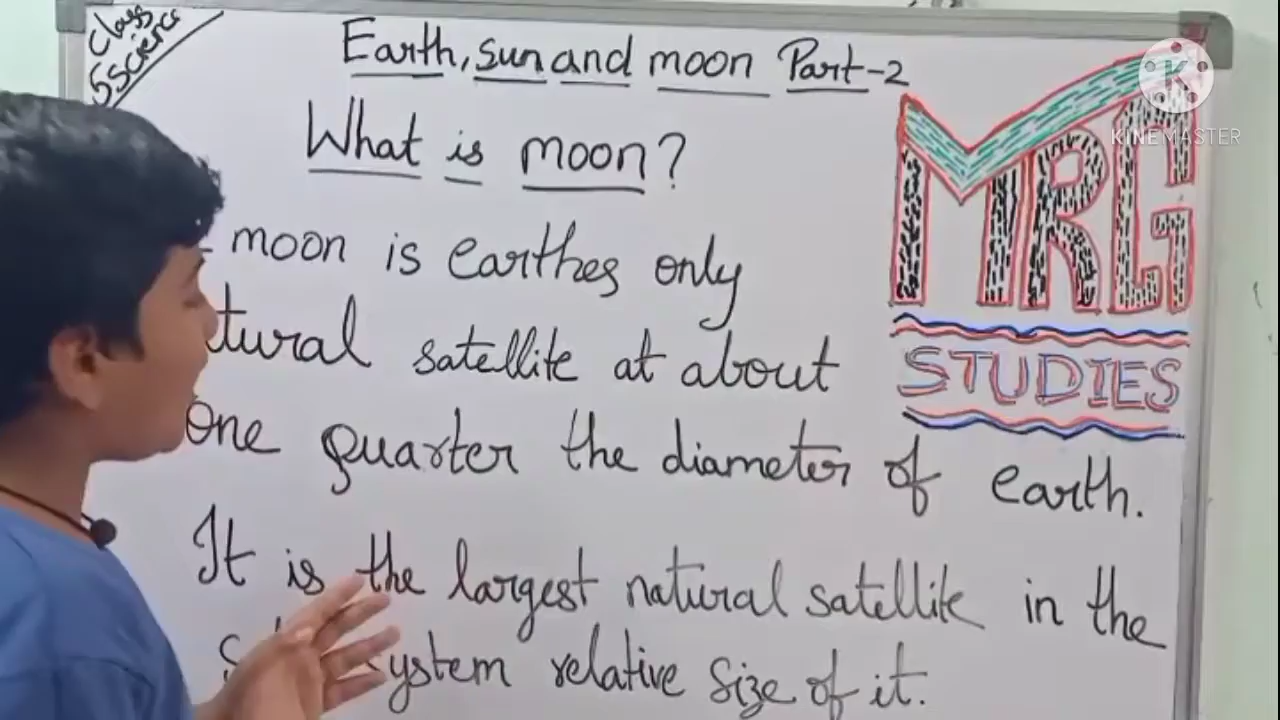 Class
5 Science
Earth, sun and moon Part-2
What is moon?
moon is earthes only
satellite at about
one quarter the diameter of earth.
It is the largest natural satellite in the
relative size of it.
MRG
STUDIES
K
KINEMASTER